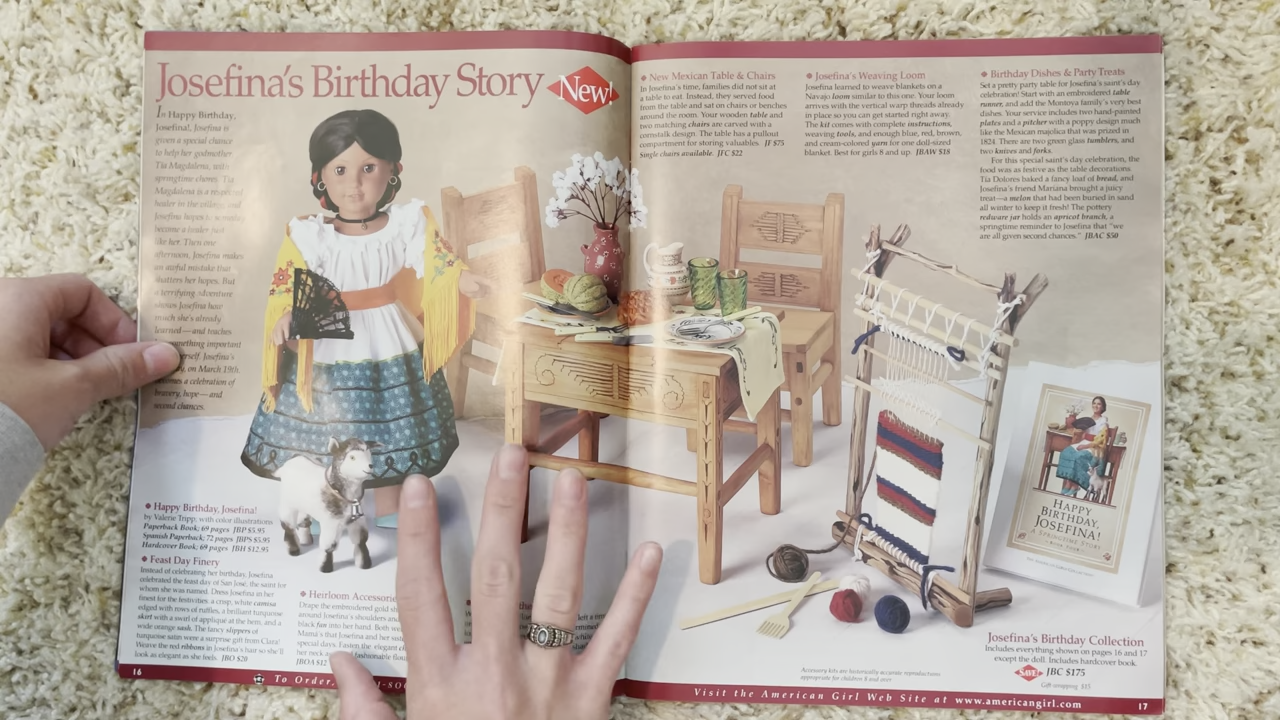 Josefina's Birthday Story
New!
In Happy Birthday,
Josefina!, Josefina is
given a special chance
to help her godmother,
Tía Magdalena, with
springtime chores. Tía
Magdalena is a respected
healer in the village, and
Josefina hopes to someday
become a healer just
like her. Then one
afternoon, Josefina makes
an awful mistake that
shatters her hopes. But
a terrifying adventure
shows Josefina how
much she's already
learned—and teaches
something important
herself. Josefina's
on March 19th,
becomes a celebration of
bravery, hope—and
second chances.
Happy Birthday, Josefina!
by Valerie Tripp; with color illustrations
Paperback Book; 69 pages JBP $5.95
Spanish Paperback; 72 pages JBPS $5.95
Hardcover Book; 69 pages JBH $12.95
Feast Day Finery
Instead of celebrating her birthday, Josefina
celebrated the feast day of San José, the saint for
whom she was named. Dress Josefina in her
finest for the festivities: a crisp, white camisa
edged with rows of ruffles, a brilliant turquoise
skirt with a swirl of appliqué at the hem, and a
wide orange sash. The fancy slippers of
turquoise satin were a surprise gift from Clara!
Weave the red ribbons in Josefina's hair so she'll
look as elegant as she feels. JBO $20
Heirloom Accessories
Drape the embroidered gold
around Josefina's shoulders and
black fan into her hand. Both were
Mamá's that Josefina and her sisters
special days. Fasten the elegant
her neck fashionable
JBOA $12
16
To Order,
1-800
New Mexican Table & Chairs
In Josefina's time, families did not sit at
a table to eat. Instead, they served food
from the table and sat on chairs or benches
around the room. Your wooden table and
two matching chairs are carved with a
cornstalk design. The table has a pullout
compartment for storing valuables. JF $75
Single chairs available. JFC $22
Josefina's Weaving Loom
Josefina learned to weave blankets on a
Navajo loom similar to this one. Your loom
arrives with the vertical warp threads already
in place so you can get started right away.
The kit comes with complete instructions,
weaving tools, and enough blue, red, brown,
and cream-colored yarn for one doll-sized
blanket. Best for girls 8 and up. JBAW $18
Birthday Dishes & Party Treats
Set a pretty party table for Josefina's saint's day
celebration! Start with an embroidered table
runner, and add the Montoya family's very best
dishes. Your service includes two hand-painted
plates and a pitcher with a poppy design much
like the Mexican majolica that was prized in
1824. There are two green glass tumblers, and
two knives and forks.
For this special saint's day celebration, the
food was as festive as the table decorations.
Tía Dolores baked a fancy loaf of bread, and
Josefina's friend Mariana brought a juicy
treat—a melon that had been buried in sand
all winter to keep it fresh! The pottery
redware jar holds an apricot branch, a
springtime reminder to Josefina that "we
are all given second chances." JBAC $50
HAPPY
BIRTHDAY,
JOSEFINA!
A SPRINGTIME STORY
Josefina's Birthday Collection
Includes everything shown on pages 16 and 17
except the doll. Includes hardcover book.
SAVE! JBC $175
Gift wrapping $15
Accessory kits are historically accurate reproductions
appropriate for children 8 and over
Visit the American Girl Web Site at www.americangirl.com
17